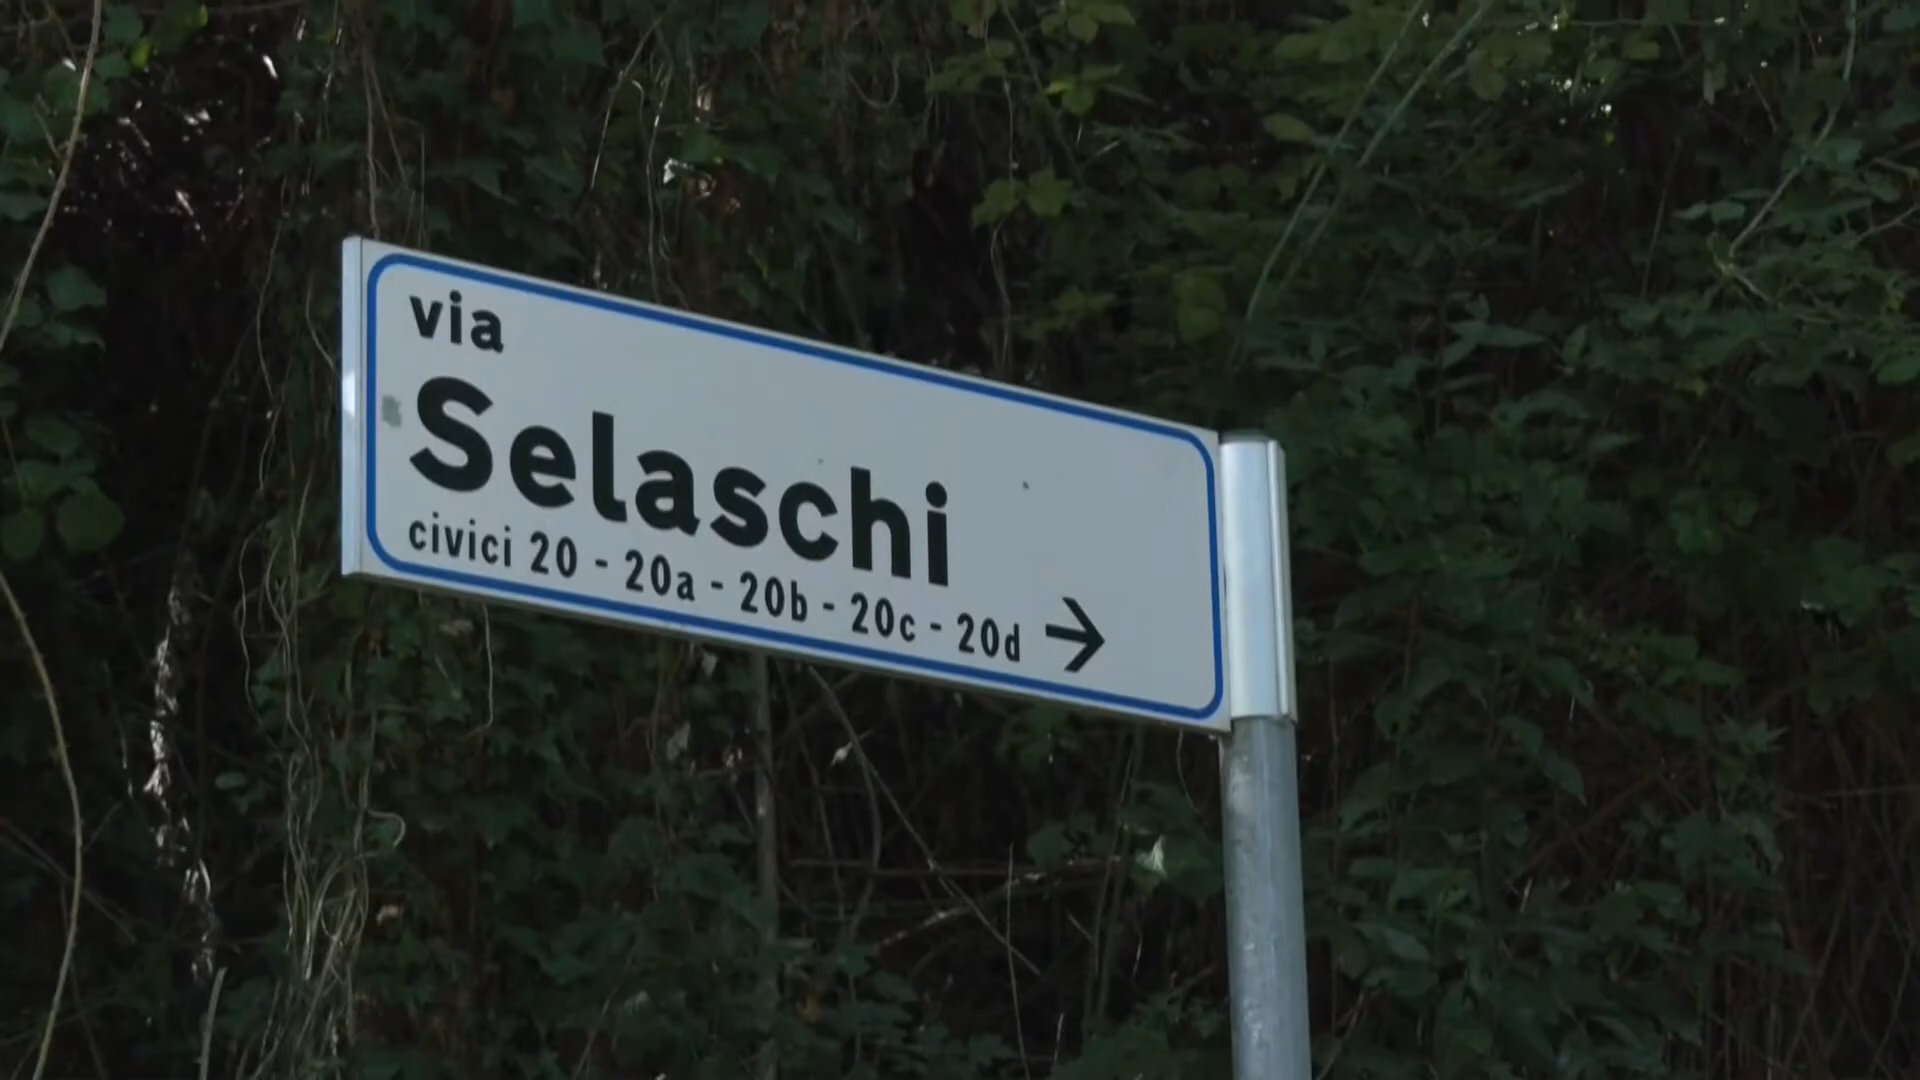 via
Selaschi
civici 20 - 20a - 20b - 20c - 20d →